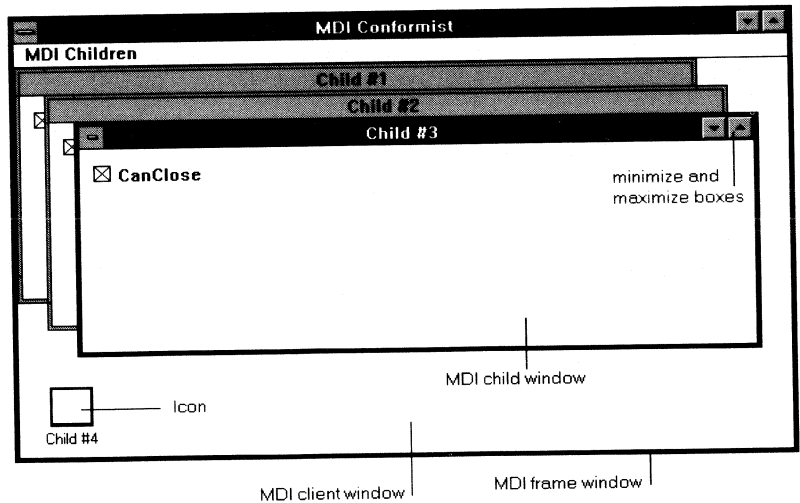 MDI Conformist
MDI Children
Child #1
Child #2
Child #3
CanClose
minimize and
maximize boxes
MDI child window
Icon
Child #4
MDI client window
MDI frame window